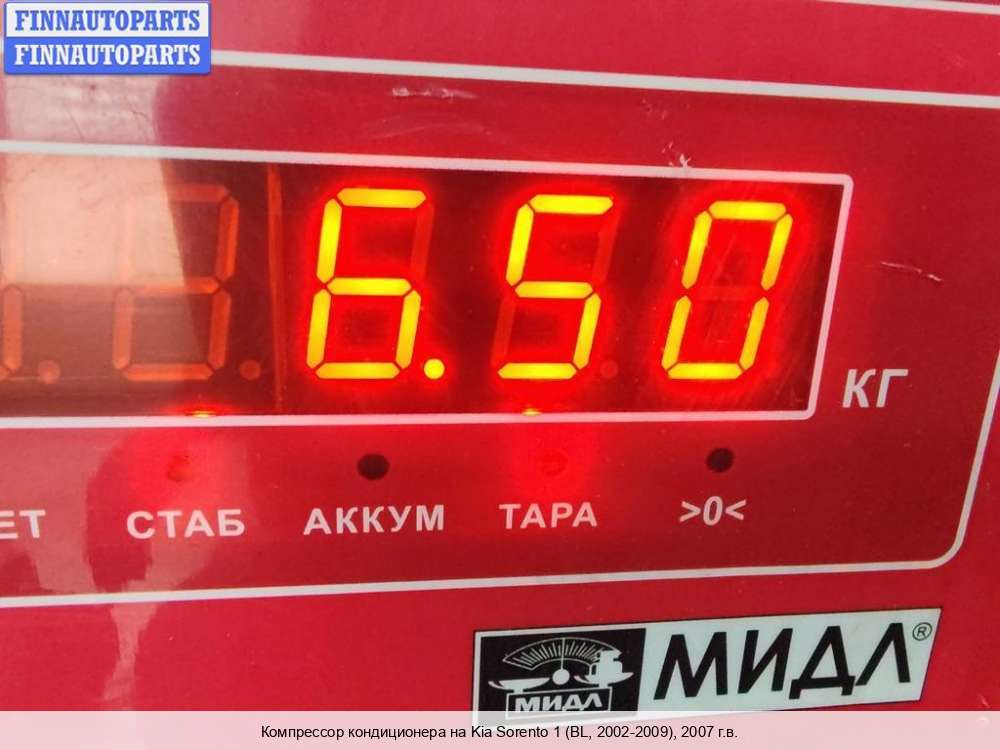 FINNAUTOPARTS
FINNAUTOPARTS
6.50
КГ
ЕТ СТАБ АККУМ ТАРА >0<
МИДЛ МИДЛ®
Компрессор кондиционера на Kia Sorento 1 (BL, 2002-2009), 2007 г.в.